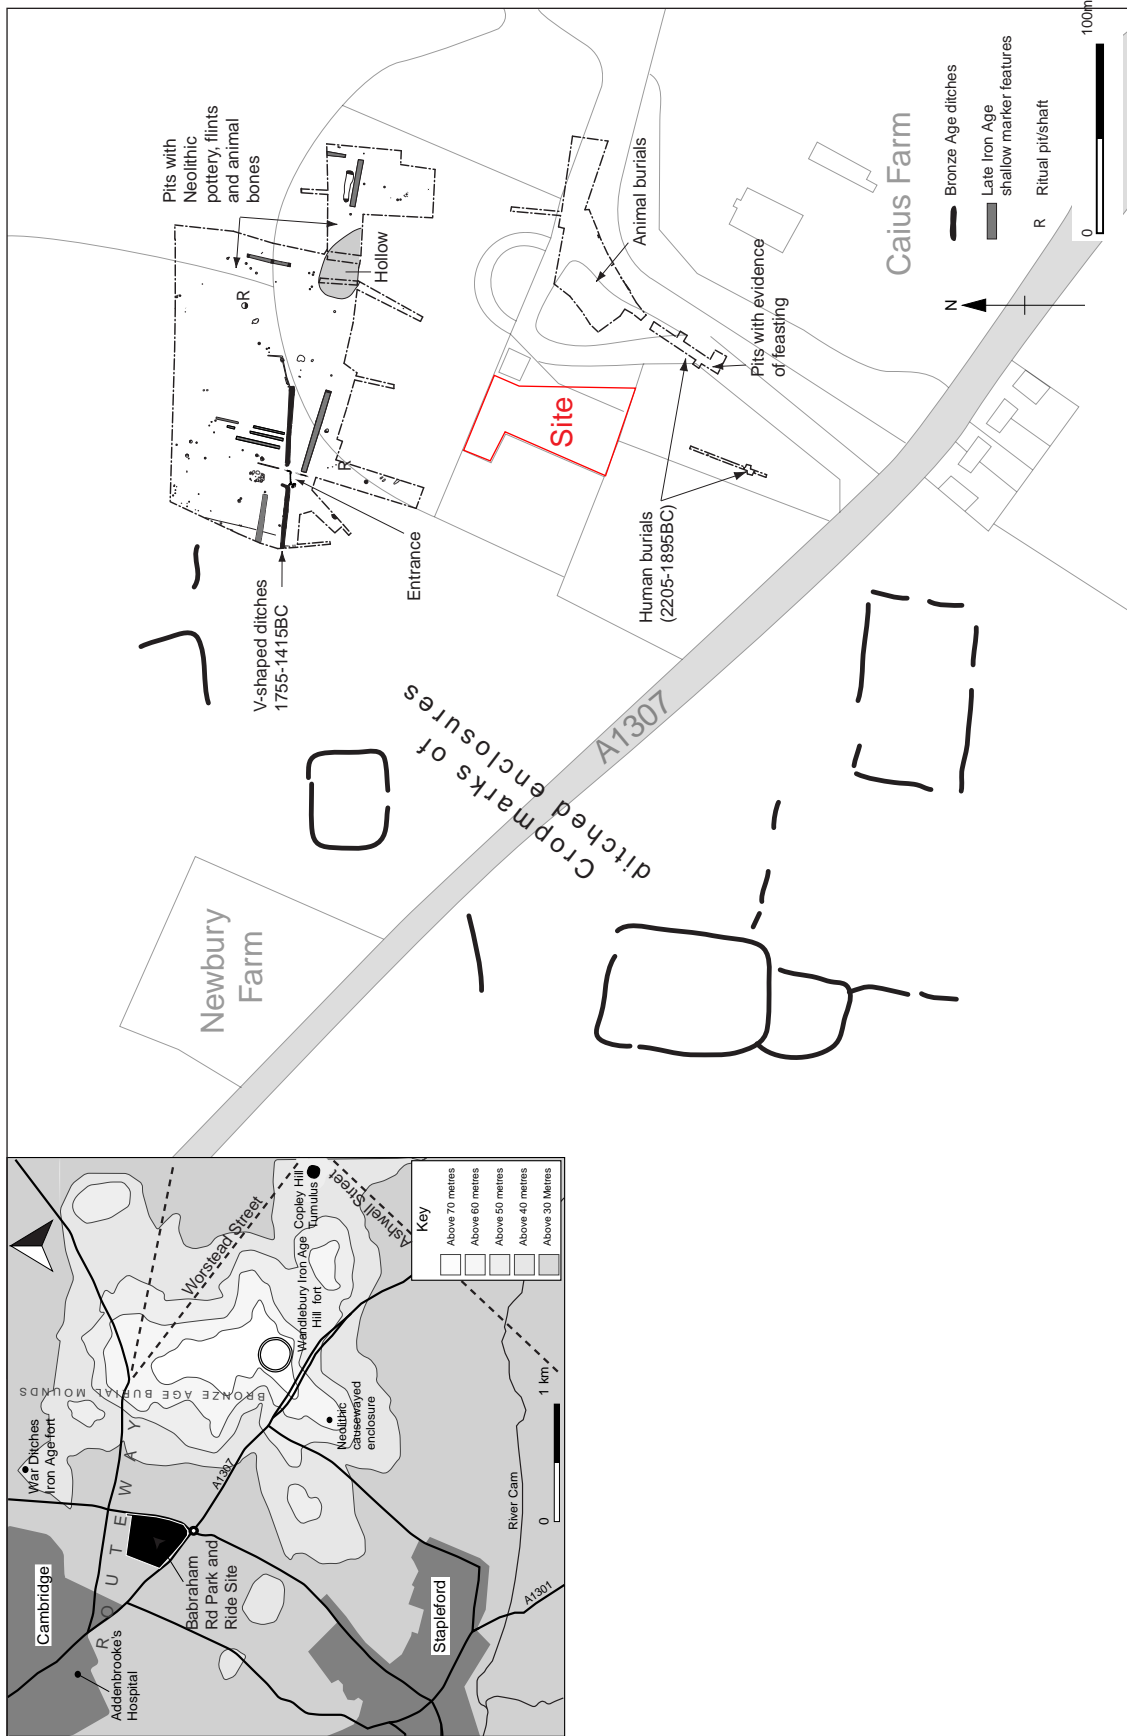 Pits with
Neolithic
pottery, flints
and animal
bones
R
Hollow
R
Entrance
V-shaped ditches
1755-1415BC
Site
Animal burials
Pits with evidence
of feasting
Human burials
(2205-1895BC)
Caius Farm
Newbury
Farm
A1307
Cropmarks of
ditched enclosures
N
Bronze Age ditches
Late Iron Age
shallow marker features
R
Ritual pit/shaft
0
100m
Cambridge
Addenbrooke's
Hospital
ROUTEWAY
War Ditches
Iron Age fort
BRONZE AGE BURIAL MOUNDS
Babraham
Rd Park and
Ride Site
A1307
Worstead Street
Wandlebury Iron Age
Hill fort
Copley Hill
Tumulus
Ashwell Street
Neolithic
causewayed
enclosure
Stapleford
A1301
River Cam
0
1 km
Key
Above 70 metres
Above 60 metres
Above 50 metres
Above 40 metres
Above 30 Metres